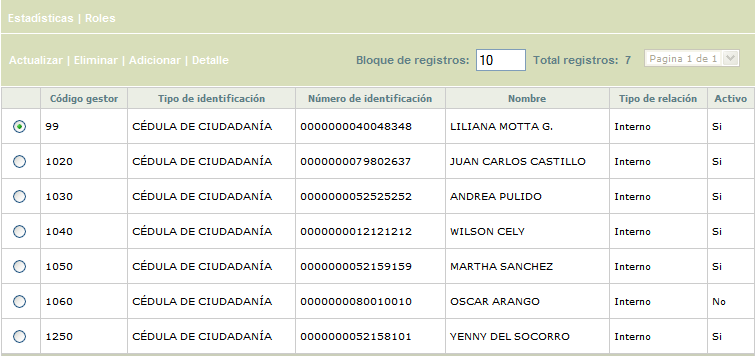 Estadisticas | Roles
Actualizar | Eliminar | Adicionar | Detalle Bloque de registros: 10 Total registros: 7 Pagina 1 de 1
Código gestor Tipo de identificación Número de identificación Nombre Tipo de relación Activo
99 CÉDULA DE CIUDADANÍA 0000000040048348 LILIANA MOTTA G. Interno Si
1020 CÉDULA DE CIUDADANÍA 0000000079802637 JUAN CARLOS CASTILLO Interno Si
1030 CÉDULA DE CIUDADANÍA 0000000052525252 ANDREA PULIDO Interno Si
1040 CÉDULA DE CIUDADANÍA 0000000012121212 WILSON CELY Interno Si
1050 CÉDULA DE CIUDADANÍA 0000000052159159 MARTHA SANCHEZ Interno Si
1060 CÉDULA DE CIUDADANÍA 0000000080010010 OSCAR ARANGO Interno No
1250 CÉDULA DE CIUDADANÍA 0000000052158101 YENNY DEL SOCORRO Interno Si